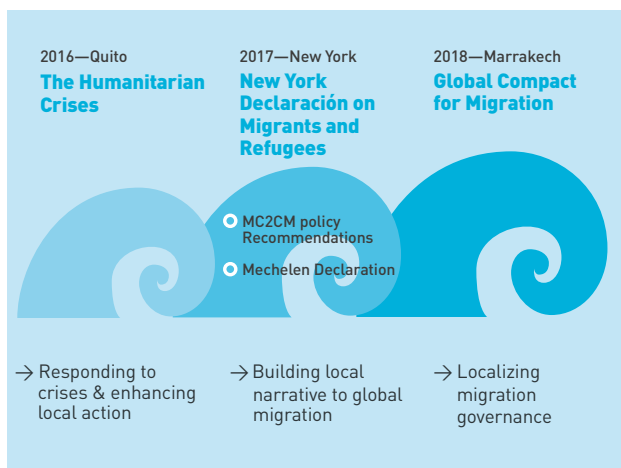 2016—Quito
The Humanitarian
Crises
2017—New York
New York
Declaración on
Migrants and
Refugees
2018—Marrakech
Global Compact
for Migration
MC2CM policy
Recommendations
Mechelen Declaration
→ Responding to
crises & enhancing
local action
→ Building local
narrative to global
migration
→ Localizing
migration
governance